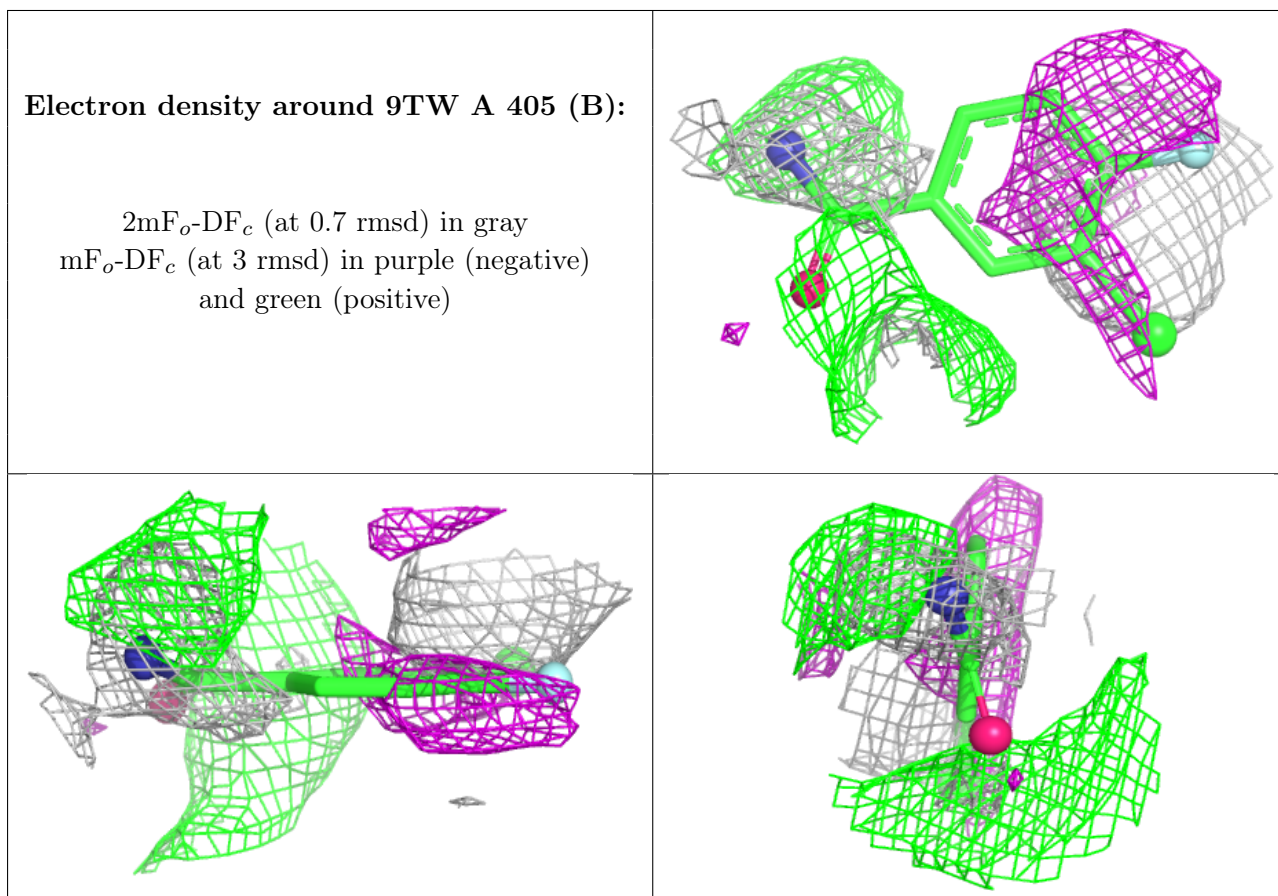 Electron density around 9TW A 405 (B):
2mFₒ-DF𝒸 (at 0.7 rmsd) in gray
mFₒ-DF𝒸 (at 3 rmsd) in purple (negative)
and green (positive)